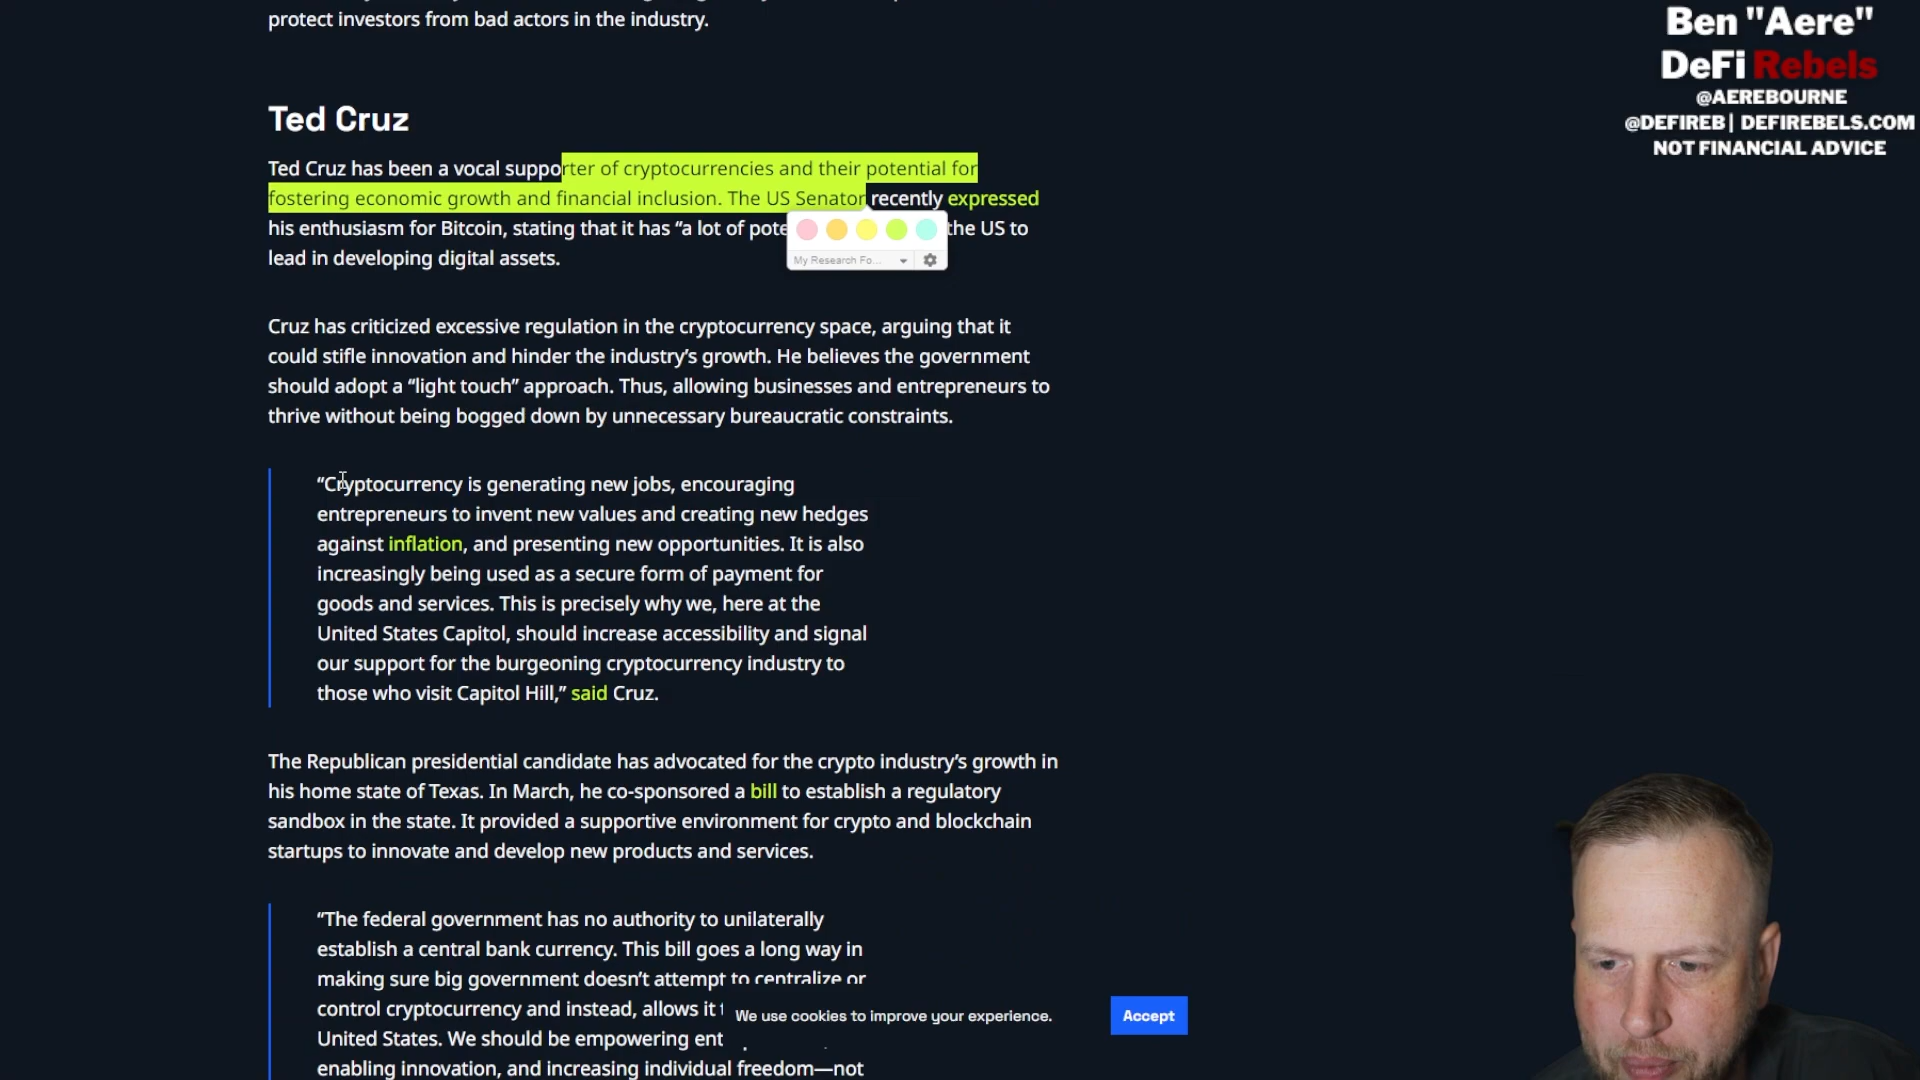 protect investors from bad actors in the industry.
Ben "Aere"
DeFi Rebels
@AEREBOURNE
@DEFIREB | DEFIREBELS.COM
NOT FINANCIAL ADVICE
Ted Cruz
Ted Cruz has been a vocal supporter of cryptocurrencies and their potential for
fostering economic growth and financial inclusion. The US Senator recently expressed
his enthusiasm for Bitcoin, stating that it has “a lot of the US to
My Research Fo...
lead in developing digital assets.
Cruz has criticized excessive regulation in the cryptocurrency space, arguing that it
could stifle innovation and hinder the industry’s growth. He believes the government
should adopt a “light touch” approach. Thus, allowing businesses and entrepreneurs to
thrive without being bogged down by unnecessary bureaucratic constraints.
“Cryptocurrency is generating new jobs, encouraging
entrepreneurs to invent new values and creating new hedges
against inflation, and presenting new opportunities. It is also
increasingly being used as a secure form of payment for
goods and services. This is precisely why we, here at the
United States Capitol, should increase accessibility and signal
our support for the burgeoning cryptocurrency industry to
those who visit Capitol Hill,” said Cruz.
The Republican presidential candidate has advocated for the crypto industry’s growth in
his home state of Texas. In March, he co-sponsored a bill to establish a regulatory
sandbox in the state. It provided a supportive environment for crypto and blockchain
startups to innovate and develop new products and services.
“The federal government has no authority to unilaterally
establish a central bank currency. This bill goes a long way in
making sure big government doesn’t attempt to centralize or
control cryptocurrency and instead, allows it
We use cookies to improve your experience.
Accept
United States. We should be empowering
enabling innovation, and increasing individual freedom—not